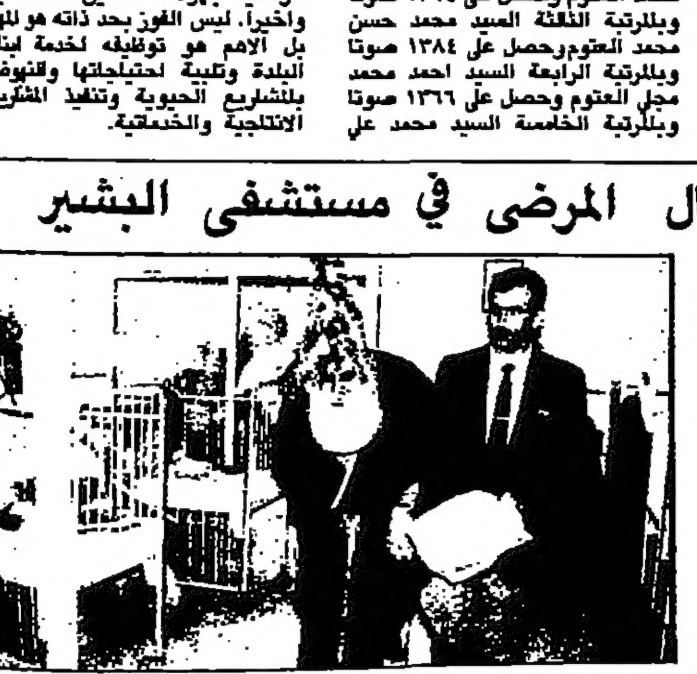 وبالمرتبة الثالثة السيد محمد حسن
محمد العتوم وحصل على ١٣٨٤ صوتا
وبالمرتبة الرابعة السيد احمد محمد
مجلي العتوم وحصل على ١٣٦٦ صوتا
وبالمرتبة الخامسة السيد محمد علي
واخيرا، ليس الفوز بحد ذاته هو
بل الاهم هو توظيفه لخدمة
البلدة وتلبية احتياجاتها والنهوض
بالمشاريع الحيوية وتنفيذ
الانتاجية والخدماتية.
ال المرضى في مستشفى البشير